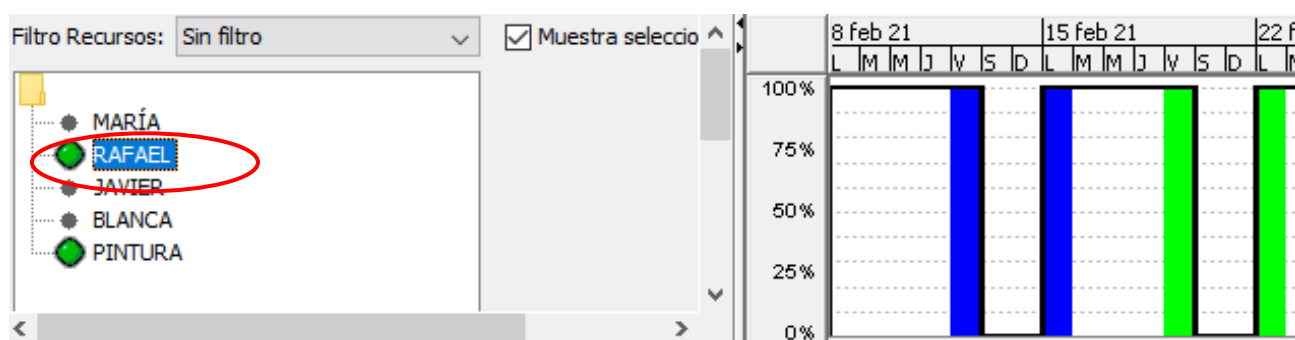 Filtro Recursos: Sin filtro
Muestra seleccio
MARÍA
RAFAEL
JAVIER
BLANCA
PINTURA
8 feb 21 15 feb 21 22 f
L M M J V S D L M M J V S D L M
100%
75%
50%
25%
0%